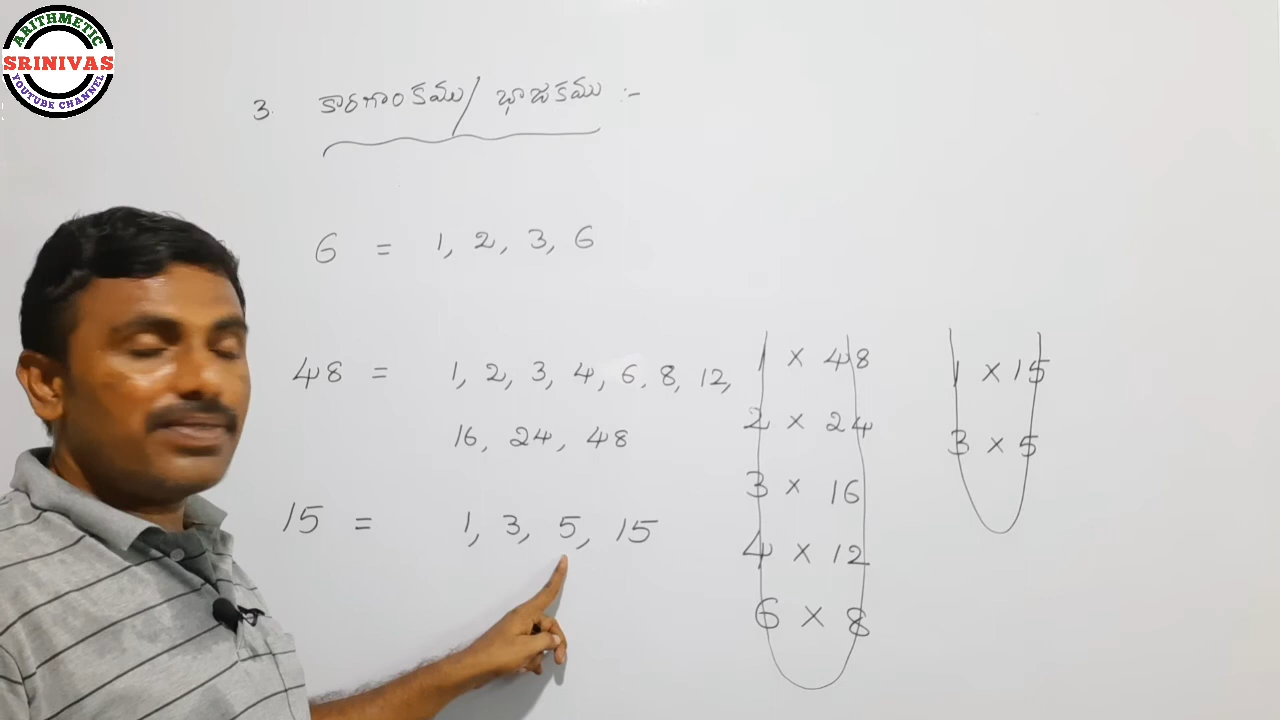 ARITHMETIC
SRINIVAS
YOUTUBE CHANNEL
3. కారణాంకము/ భాజకము :-
6 = 1, 2, 3, 6
48 = 1, 2, 3, 4, 6, 8, 12,
16, 24, 48
15 = 1, 3, 5, 15
1 × 48
2 × 24
3 × 16
4 × 12
6 × 8
1 × 15
3 × 5